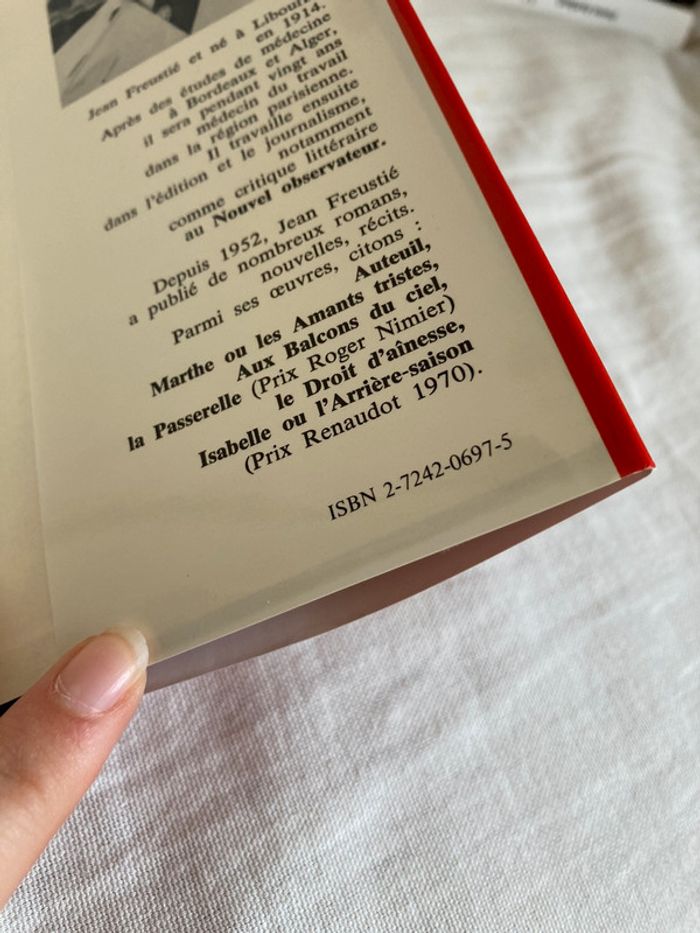 Jean Freustié et né à Libourne
en 1914.
Après des études de médecine
à Bordeaux et Alger,
il sera pendant vingt ans
médecin du travail
dans la région parisienne.
Il travaille ensuite
dans l'édition et le journalisme,
notamment
comme critique littéraire
au Nouvel observateur.
Depuis 1952, Jean Freustié
a publié de nombreux romans,
nouvelles, récits.
Parmi ses œuvres, citons :
Auteuil,
Marthe ou les Amants tristes,
Aux Balcons du ciel,
la Passerelle (Prix Roger Nimier)
le Droit d'aînesse,
Isabelle ou l'Arrière-saison
(Prix Renaudot 1970).
ISBN 2-7242-0697-5